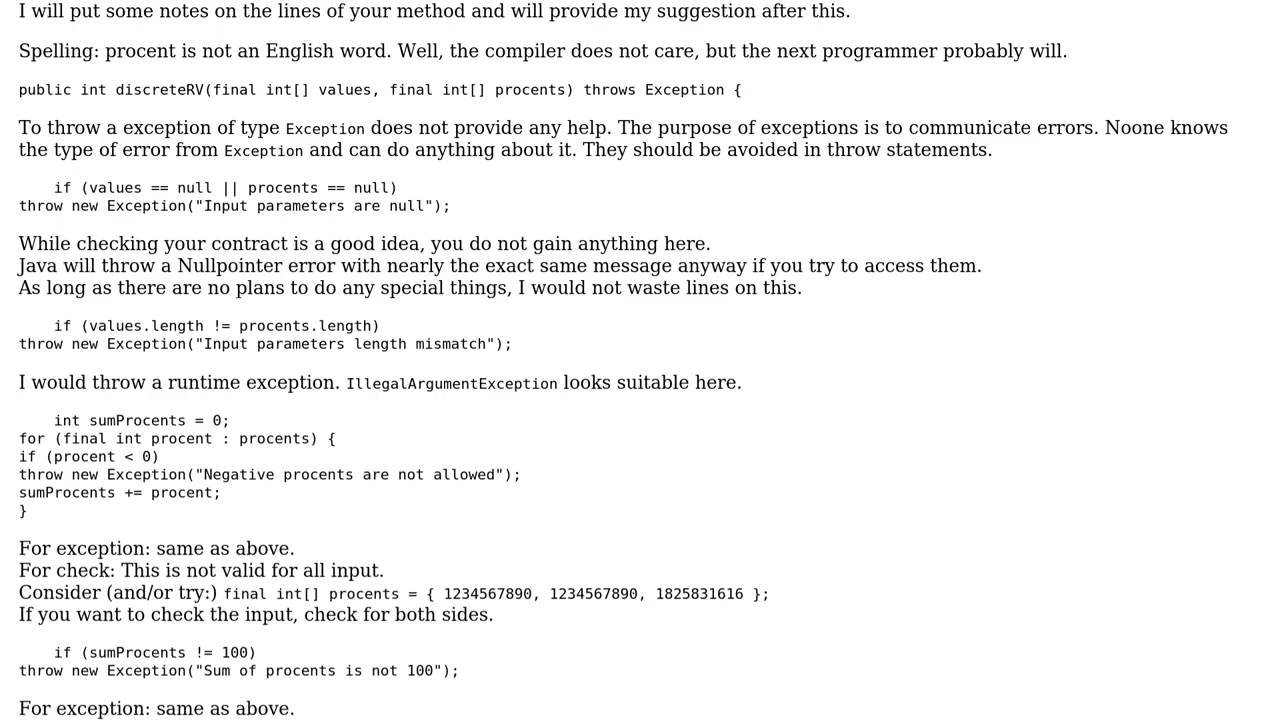 I will put some notes on the lines of your method and will provide my suggestion after this.
Spelling: procent is not an English word. Well, the compiler does not care, but the next programmer probably will.
public int discreteRV(final int[] values, final int[] procents) throws Exception {
To throw a exception of type Exception does not provide any help. The purpose of exceptions is to communicate errors. Noone knows
the type of error from Exception and can do anything about it. They should be avoided in throw statements.
    if (values == null || procents == null)
throw new Exception("Input parameters are null");
While checking your contract is a good idea, you do not gain anything here.
Java will throw a Nullpointer error with nearly the exact same message anyway if you try to access them.
As long as there are no plans to do any special things, I would not waste lines on this.
    if (values.length != procents.length)
throw new Exception("Input parameters length mismatch");
I would throw a runtime exception. IllegalArgumentException looks suitable here.
    int sumProcents = 0;
for (final int procent : procents) {
if (procent < 0)
throw new Exception("Negative procents are not allowed");
sumProcents += procent;
}
For exception: same as above.
For check: This is not valid for all input.
Consider (and/or try:) final int[] procents = { 1234567890, 1234567890, 1825831616 };
If you want to check the input, check for both sides.
    if (sumProcents != 100)
throw new Exception("Sum of procents is not 100");
For exception: same as above.